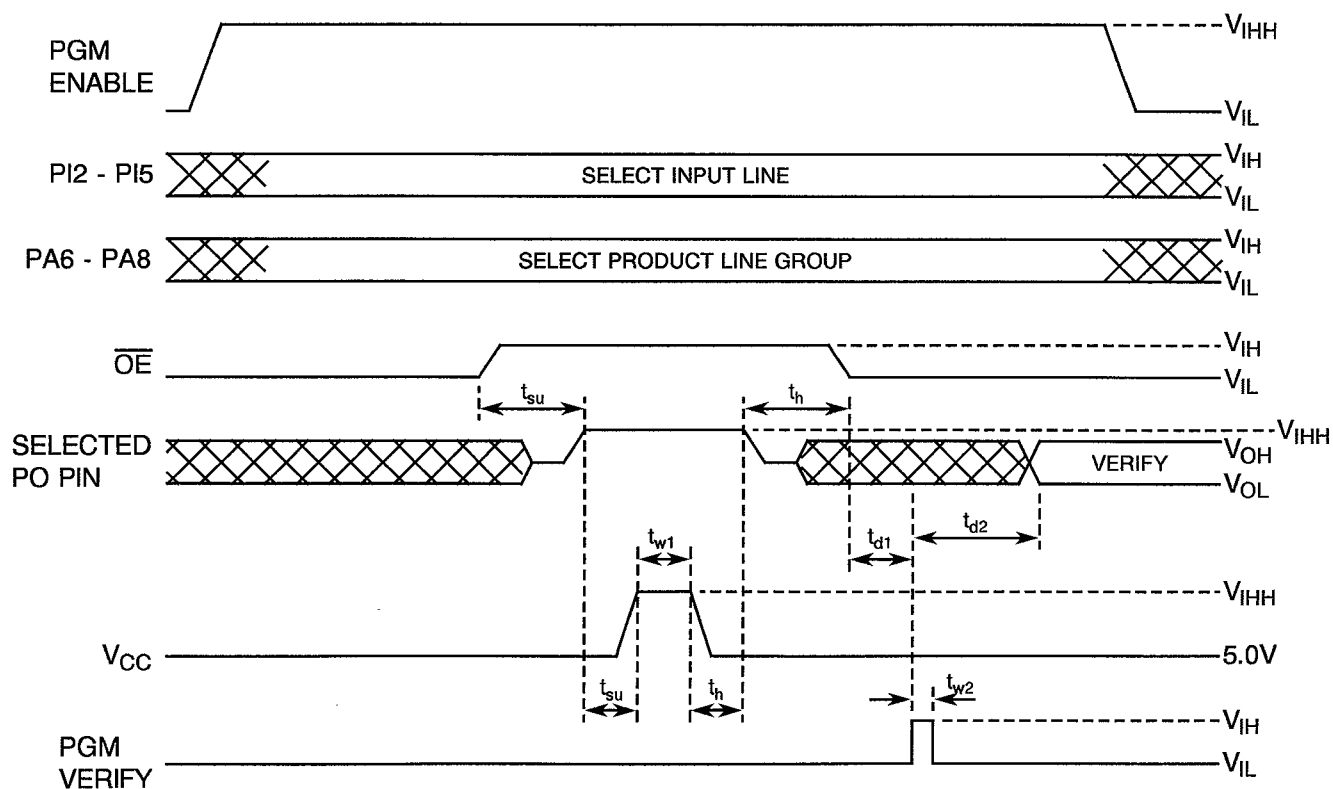 PGM
ENABLE
V_IHH
V_IL
PI2 - PI5
SELECT INPUT LINE
V_IH
V_IL
PA6 - PA8
SELECT PRODUCT LINE GROUP
V_IH
V_IL
O̅E̅
V_IH
V_IL
t_su
t_h
SELECTED
PO PIN
V_IHH
VERIFY
V_OH
V_OL
t_d1
t_d2
t_w1
V_IHH
V_CC
5.0V
t_su
t_h
t_w2
PGM
VERIFY
V_IH
V_IL